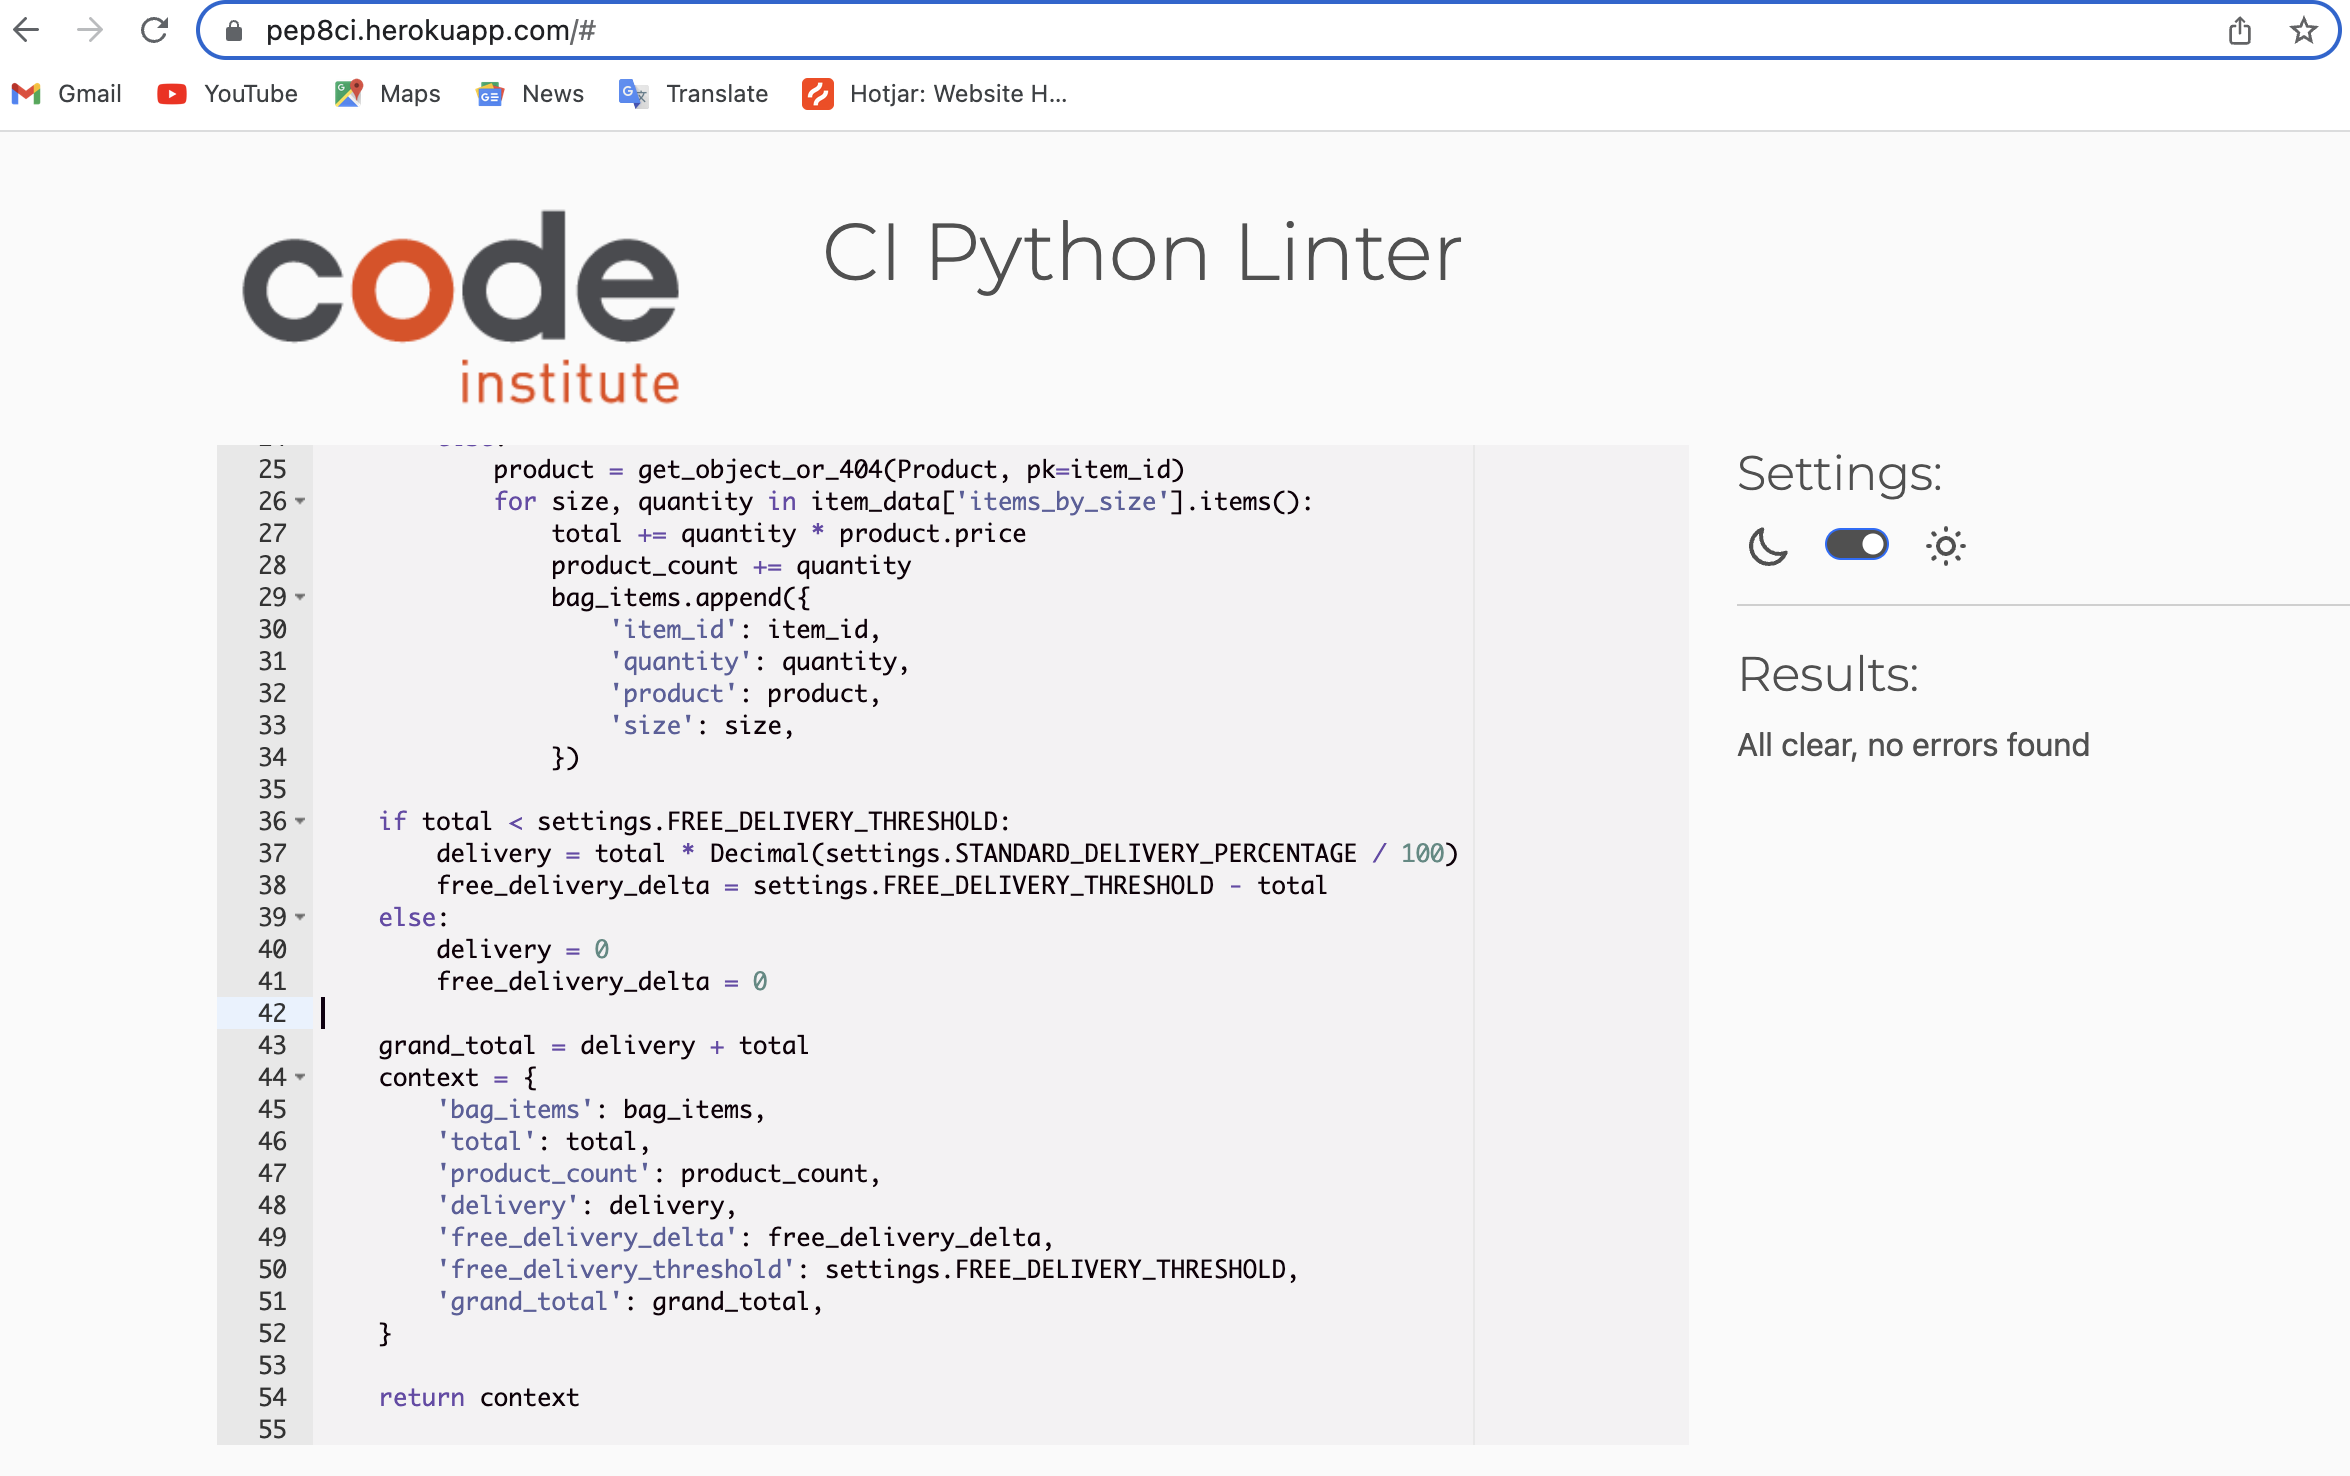 pep8ci.herokuapp.com/#
Gmail YouTube Maps News Translate Hotjar: Website H...
code
institute
CI Python Linter
25 product = get_object_or_404(Product, pk=item_id)
26 for size, quantity in item_data['items_by_size'].items():
27 total += quantity * product.price
28 product_count += quantity
29 bag_items.append({
30 'item_id': item_id,
31 'quantity': quantity,
32 'product': product,
33 'size': size,
34 })
35
36 if total < settings.FREE_DELIVERY_THRESHOLD:
37 delivery = total * Decimal(settings.STANDARD_DELIVERY_PERCENTAGE / 100)
38 free_delivery_delta = settings.FREE_DELIVERY_THRESHOLD - total
39 else:
40 delivery = 0
41 free_delivery_delta = 0
42
43 grand_total = delivery + total
44 context = {
45 'bag_items': bag_items,
46 'total': total,
47 'product_count': product_count,
48 'delivery': delivery,
49 'free_delivery_delta': free_delivery_delta,
50 'free_delivery_threshold': settings.FREE_DELIVERY_THRESHOLD,
51 'grand_total': grand_total,
52 }
53
54 return context
55
Settings:
Results:
All clear, no errors found